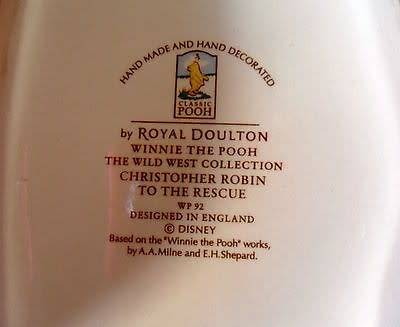 HAND MADE AND HAND DECORATED
CLASSIC
POOH
by ROYAL DOULTON
WINNIE THE POOH
THE WILD WEST COLLECTION
CHRISTOPHER ROBIN
TO THE RESCUE
WP 92
DESIGNED IN ENGLAND
© DISNEY
Based on the "Winnie the Pooh" works,
by A.A.Milne and E.H.Shepard.